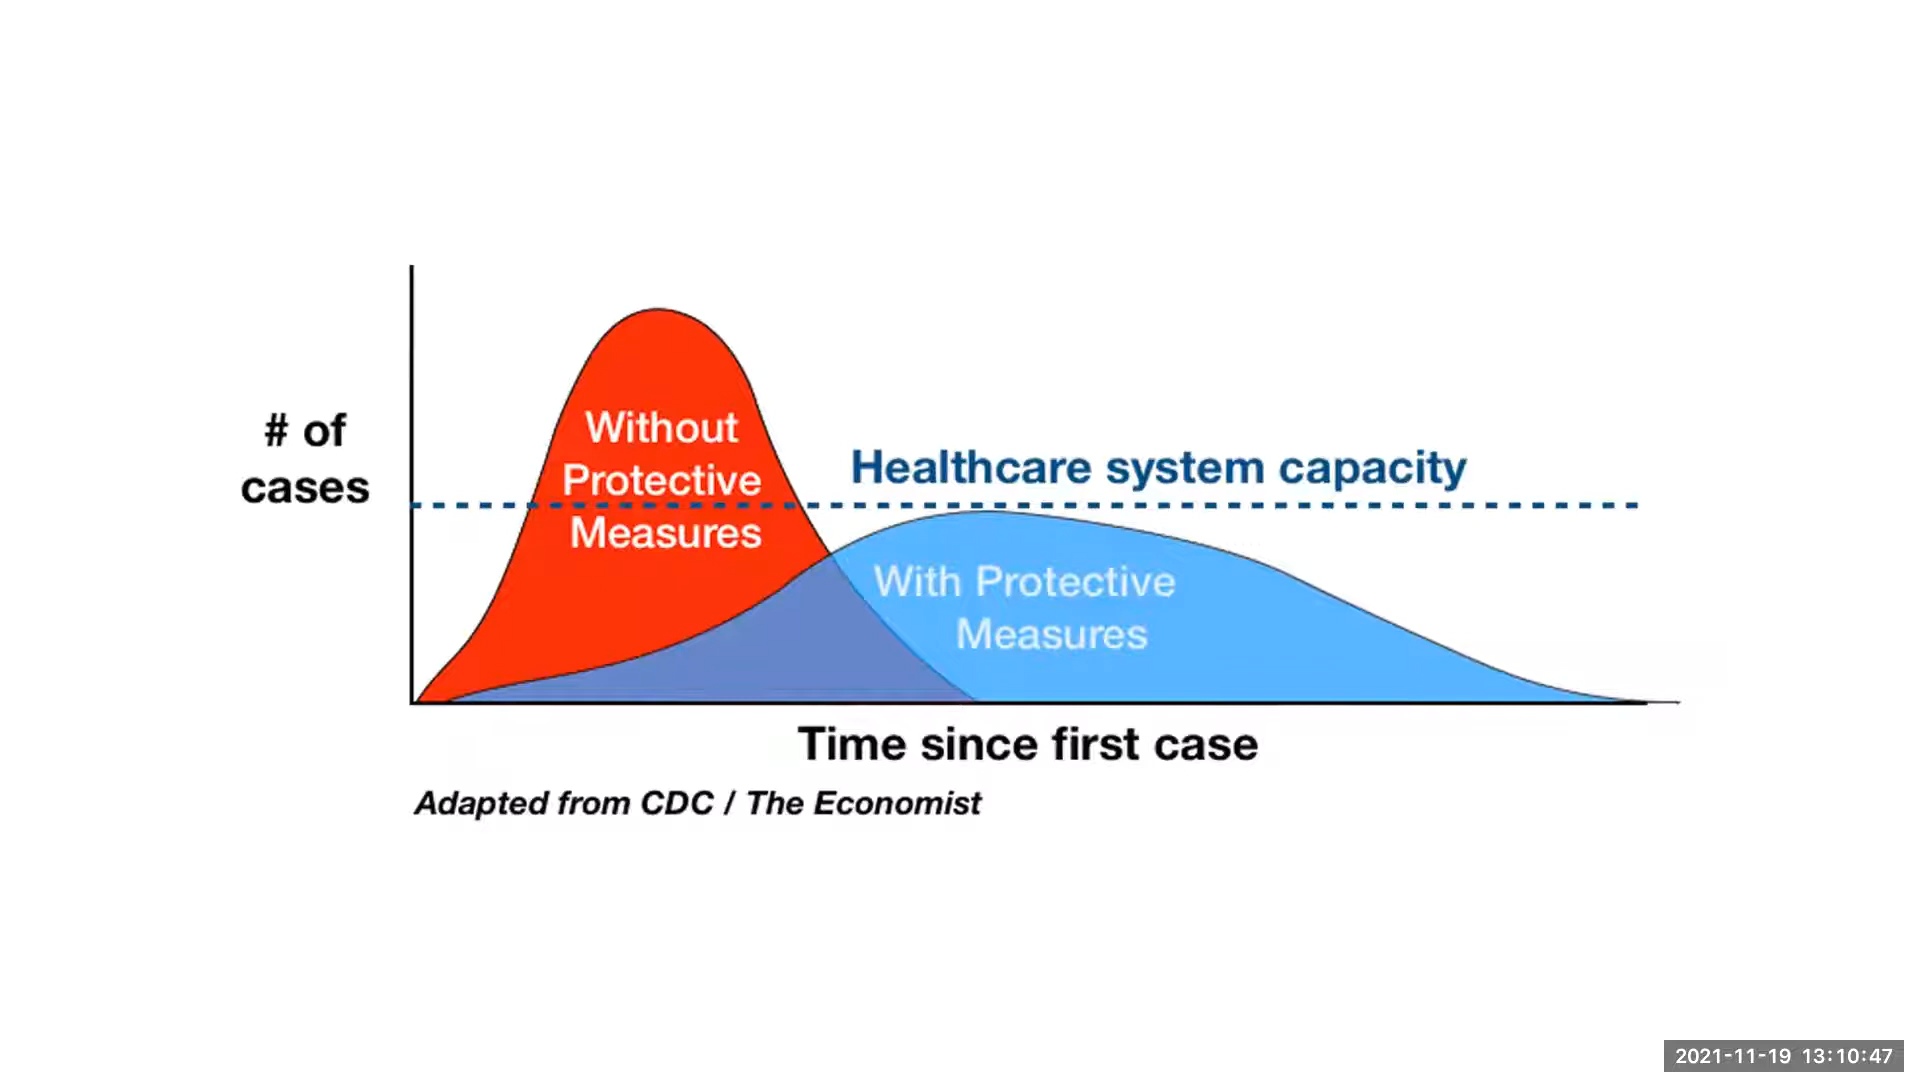 # of
cases
Without
Protective
Measures
Healthcare system capacity
With Protective
Measures
Time since first case
Adapted from CDC / The Economist
2021-11-19 13:10:47